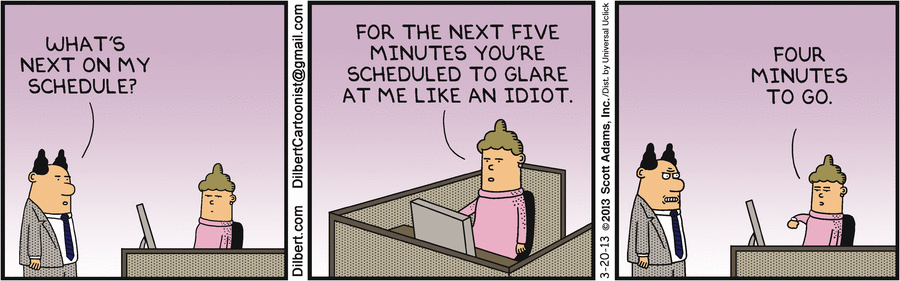 WHAT'S
NEXT ON MY
SCHEDULE?
Dilbert.com DilbertCartoonist@gmail.com
FOR THE NEXT FIVE
MINUTES YOU'RE
SCHEDULED TO GLARE
AT ME LIKE AN IDIOT.
3-20-13 © 2013 Scott Adams, Inc. /Dist. by Universal Uclick
FOUR
MINUTES
TO GO.